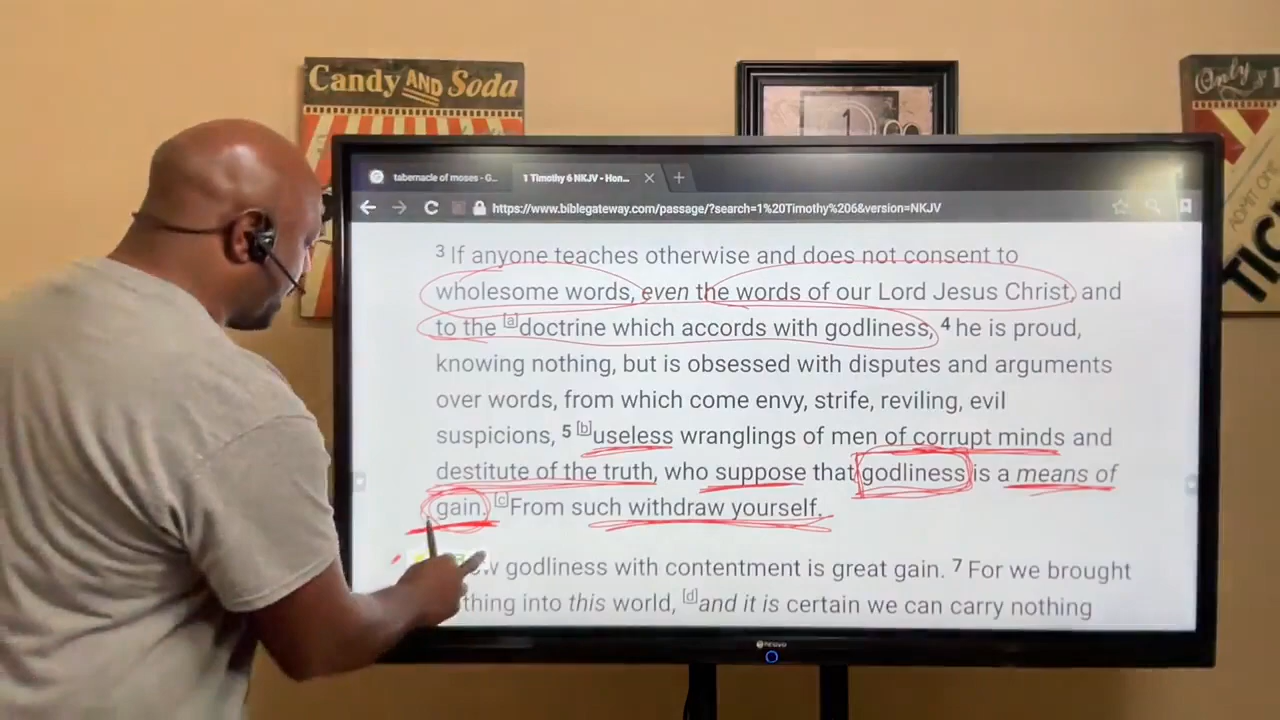 Candy AND Soda
Only
1
ADMIT ONE
TIC
tabernacle of moses - G...
1 Timothy 6 NKJV - Hon...
https://www.biblegateway.com/passage/?search=1%20Timothy%206&version=NKJV
3 If anyone teaches otherwise and does not consent to
wholesome words, even the words of our Lord Jesus Christ, and
to the [a]doctrine which accords with godliness, 4 he is proud,
knowing nothing, but is obsessed with disputes and arguments
over words, from which come envy, strife, reviling, evil
suspicions, 5 [b]useless wranglings of men of corrupt minds and
destitute of the truth, who suppose that godliness is a means of
gain. [c]From such withdraw yourself.
godliness with contentment is great gain. 7 For we brought
into this world, [d]and it is certain we can carry nothing